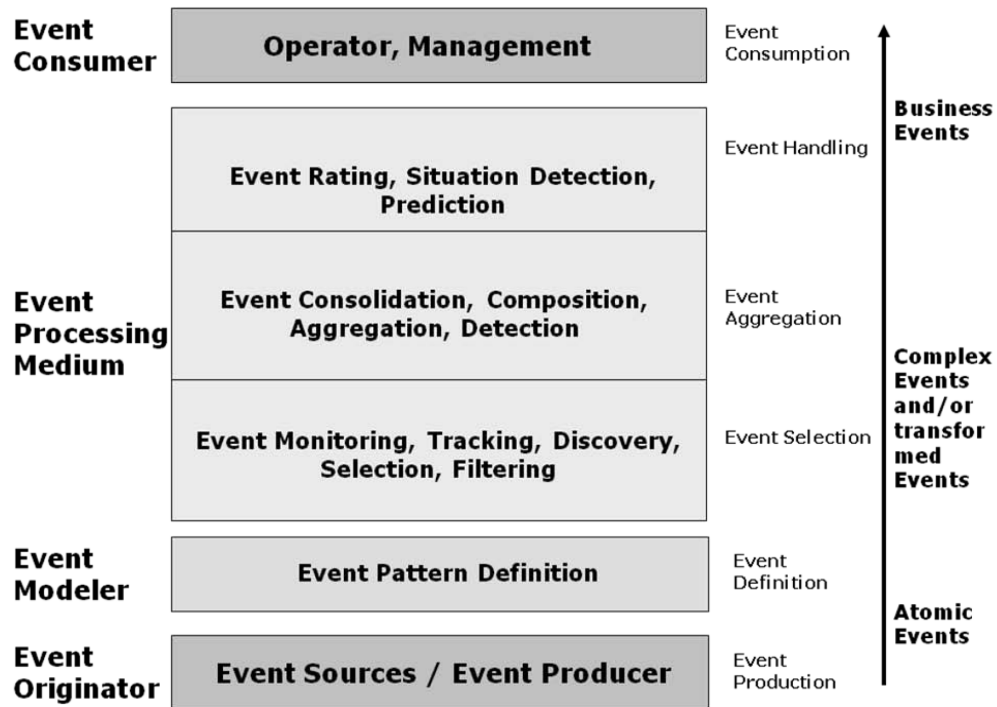 Event
Consumer
Operator, Management
Event
Consumption
Business
Events
Event Handling
Event Rating, Situation Detection,
Prediction
Event
Processing
Medium
Event Consolidation, Composition,
Aggregation, Detection
Event
Aggregation
Complex
Events
and/or
transfor
med
Events
Event Monitoring, Tracking, Discovery,
Selection, Filtering
Event Selection
Event
Modeler
Event Pattern Definition
Event
Definition
Atomic
Events
Event
Originator
Event Sources / Event Producer
Event
Production